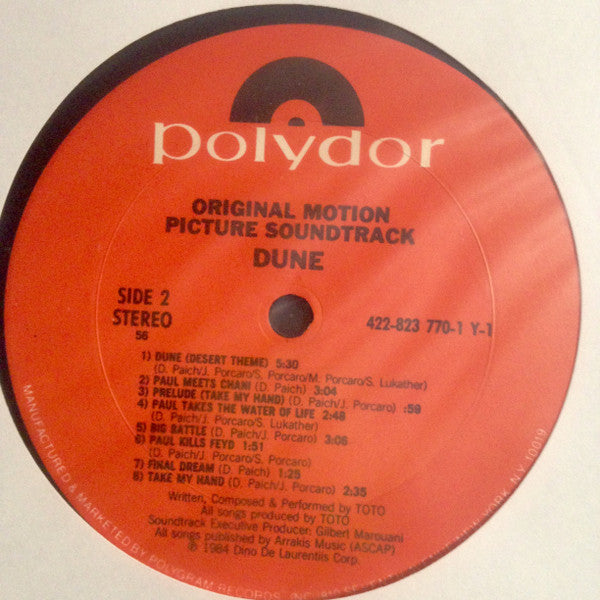 polydor
ORIGINAL MOTION
PICTURE SOUNDTRACK
DUNE
SIDE 2
STEREO
56
422-823 770-1 Y-1
1) DUNE (DESERT THEME) 5:30
(D. Paich/J. Porcaro/S. Porcaro/M. Porcaro/S. Lukather)
2) PAUL MEETS CHANI (D. Paich) 3:04
3) PRELUDE (TAKE MY HAND) (D. Paich/J. Porcaro) :59
4) PAUL TAKES THE WATER OF LIFE 2:48
(D. Paich/J. Porcaro/S. Lukather)
5) BIG BATTLE (D. Paich/J. Porcaro) 3:06
6) PAUL KILLS FEYD 1:51
(D. Paich/J. Porcaro/S. Porcaro)
7) FINAL DREAM (D. Paich) 1:25
8) TAKE MY HAND (D. Paich/J. Porcaro) 2:35
Written, Composed & Performed by TOTO
All songs produced by TOTO
Soundtrack Executive Producer: Gilbert Marouani
All songs published by Arrakis Music (ASCAP)
℗ 1984 Dino De Laurentiis Corp.
MANUFACTURED & MARKETED BY POLYGRAM RECORDS, INC. 810 YORK, N.Y. 10019